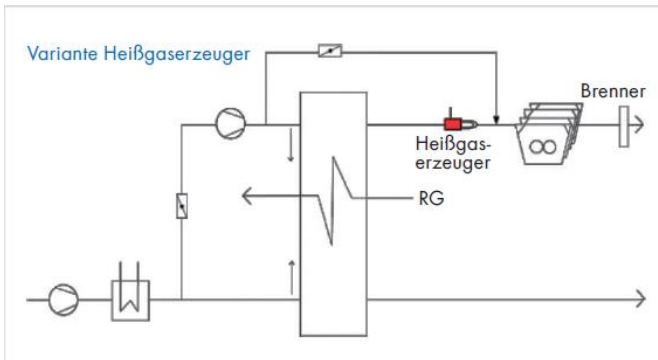 Variante Heißgaserzeuger
Brenner
Heißgas-
erzeuger
RG